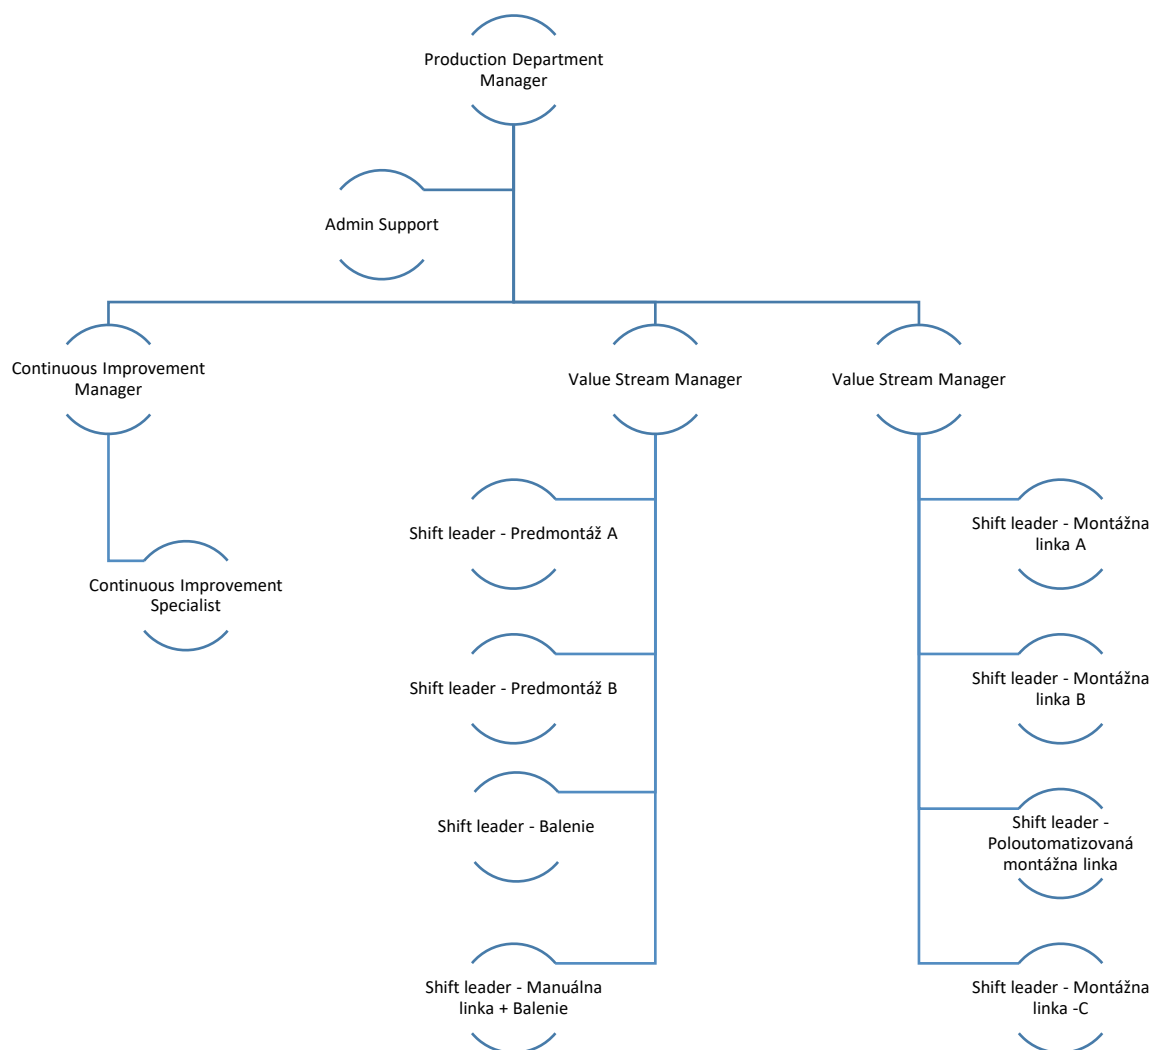 Production Department
Manager
Admin Support
Continuous Improvement
Manager
Value Stream Manager
Value Stream Manager
Continuous Improvement
Specialist
Shift leader - Predmontáž A
Shift leader - Predmontáž B
Shift leader - Balenie
Shift leader - Manuálna
linka + Balenie
Shift leader - Montážna
linka A
Shift leader - Montážna
linka B
Shift leader -
Poloutomatizovaná
montážna linka
Shift leader - Montážna
linka -C